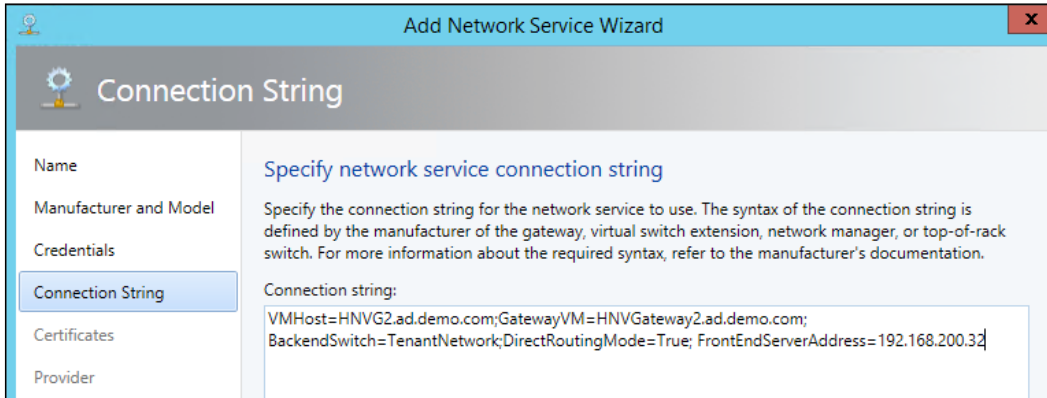 Add Network Service Wizard
x
Connection String
Name
Manufacturer and Model
Credentials
Connection String
Certificates
Provider
Specify network service connection string
Specify the connection string for the network service to use. The syntax of the connection string is
defined by the manufacturer of the gateway, virtual switch extension, network manager, or top-of-rack
switch. For more information about the required syntax, refer to the manufacturer's documentation.
Connection string:
VMHost=HNVG2.ad.demo.com;GatewayVM=HNVGateway2.ad.demo.com;
BackendSwitch=TenantNetwork;DirectRoutingMode=True; FrontEndServerAddress=192.168.200.32